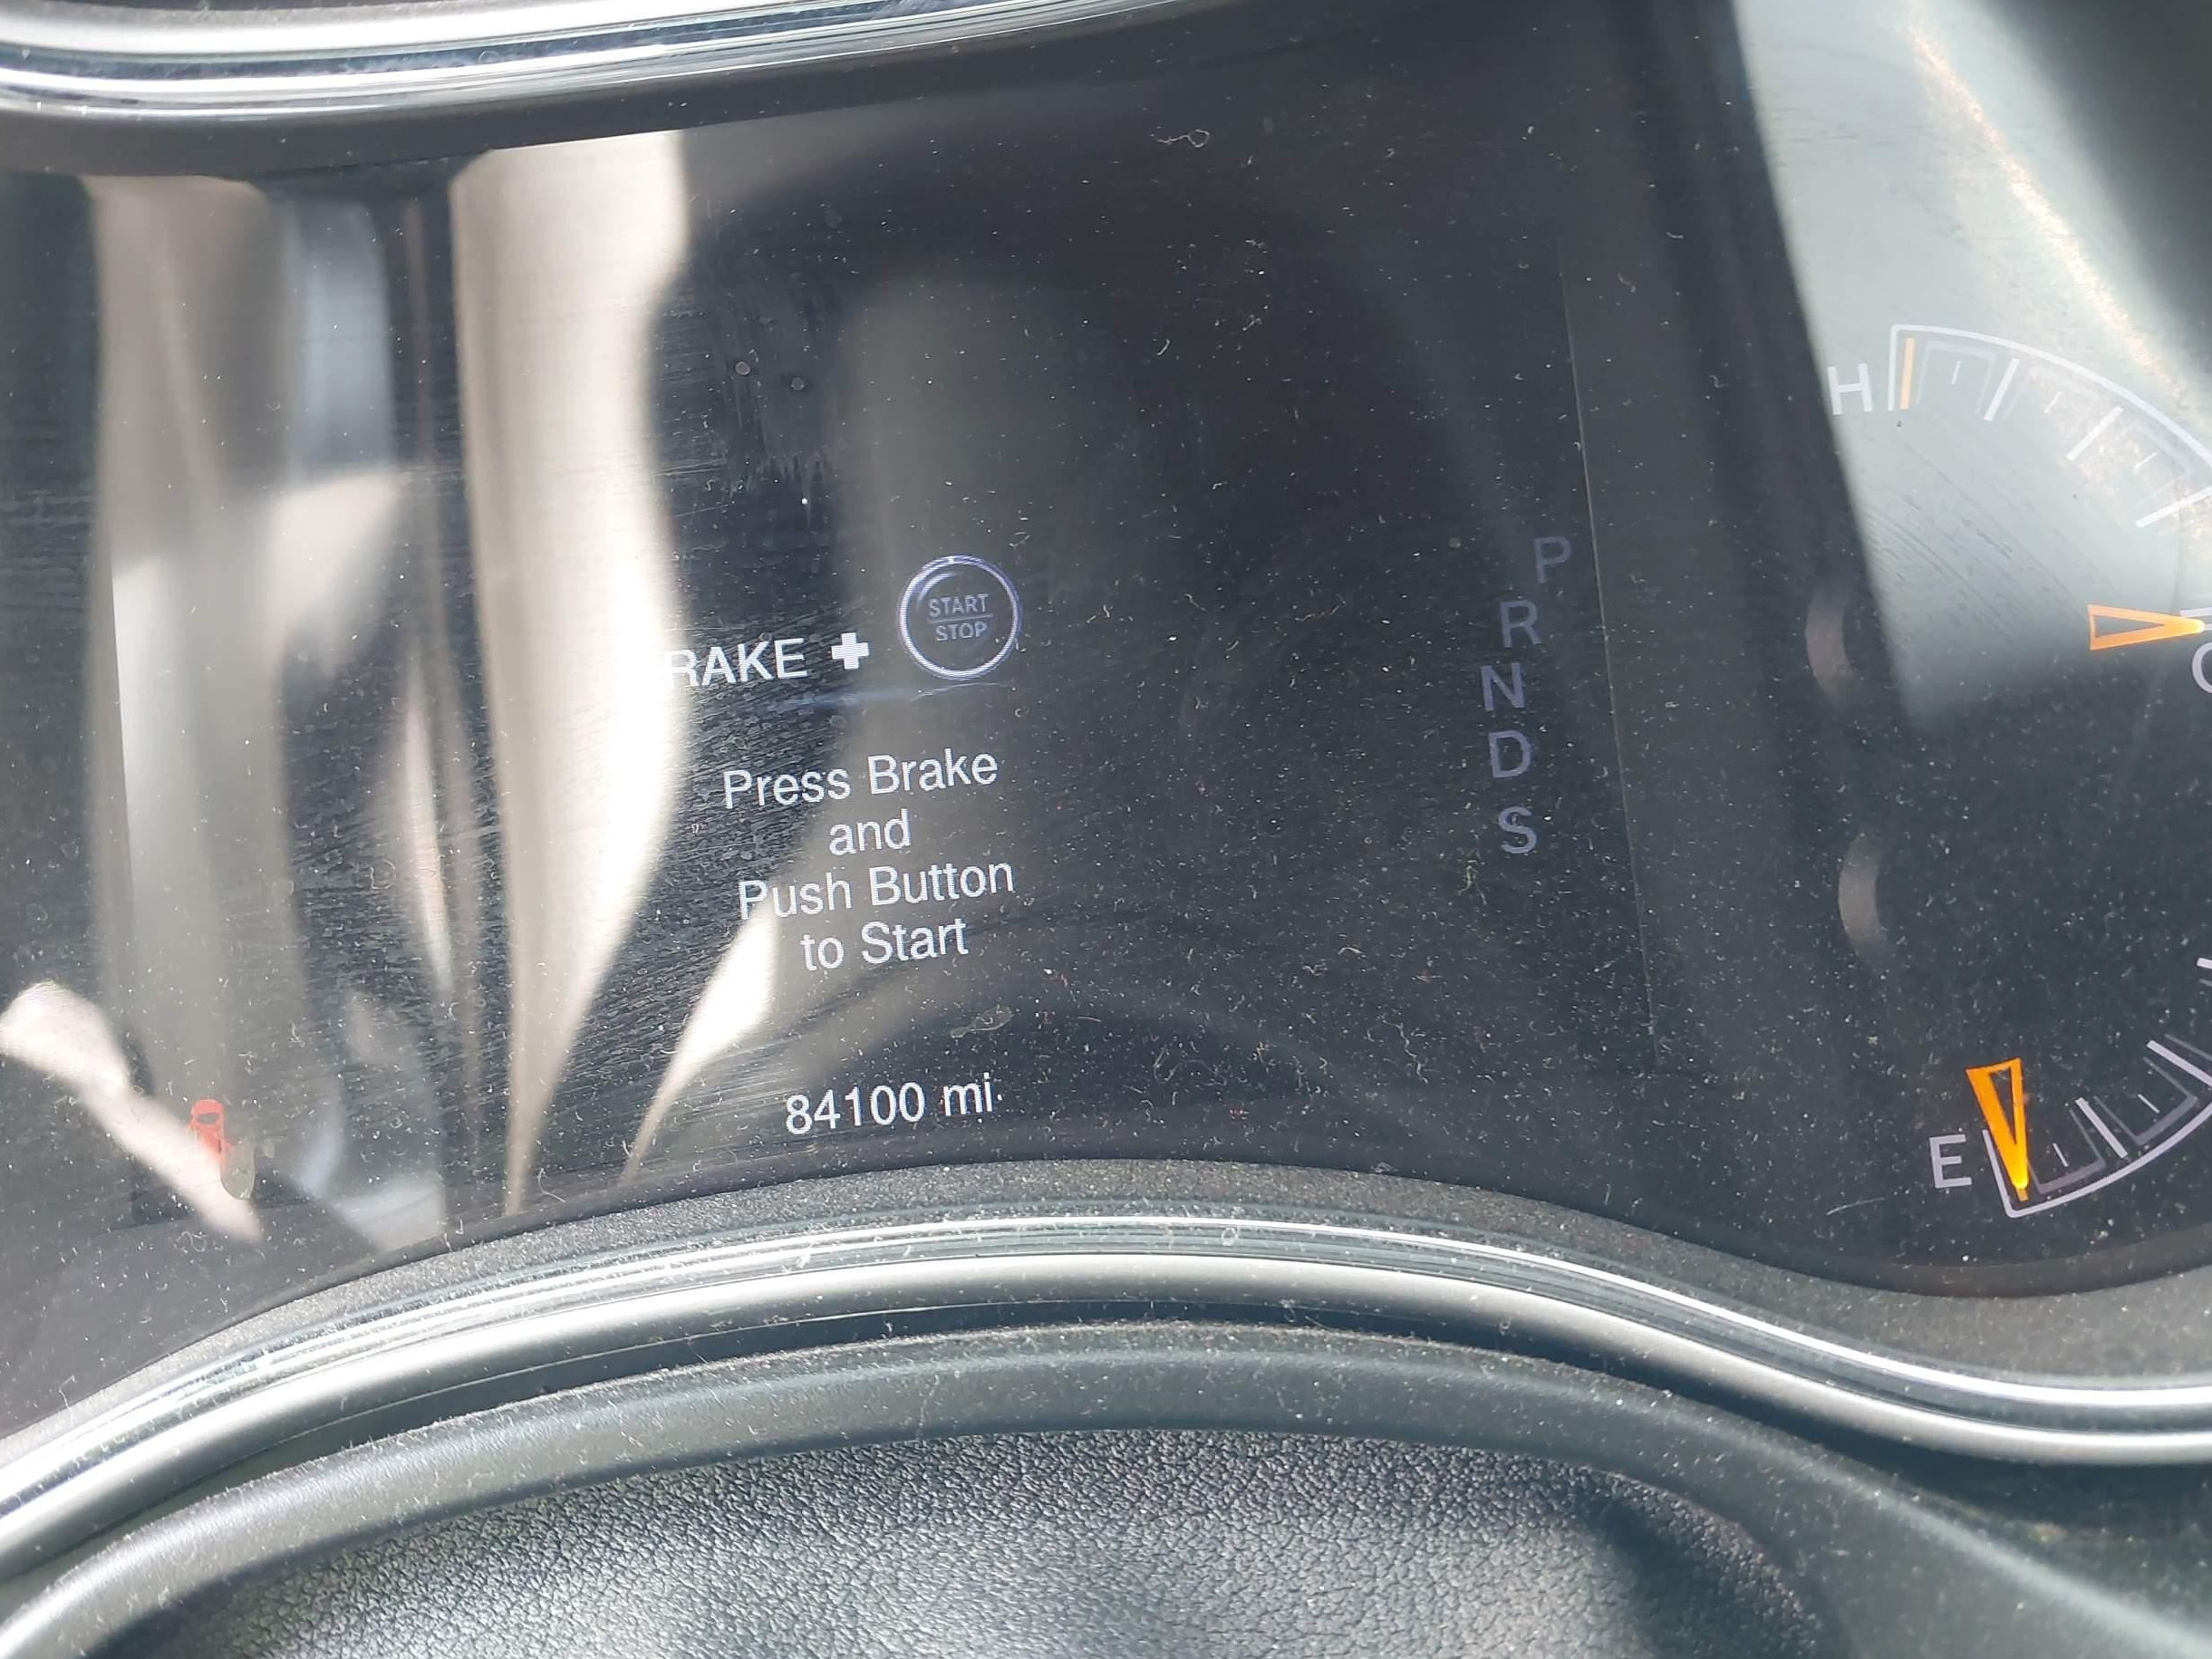 H
START
STOP
RAKE +
P
R
N
D
S
Press Brake
and
Push Button
to Start
84100 mi
E